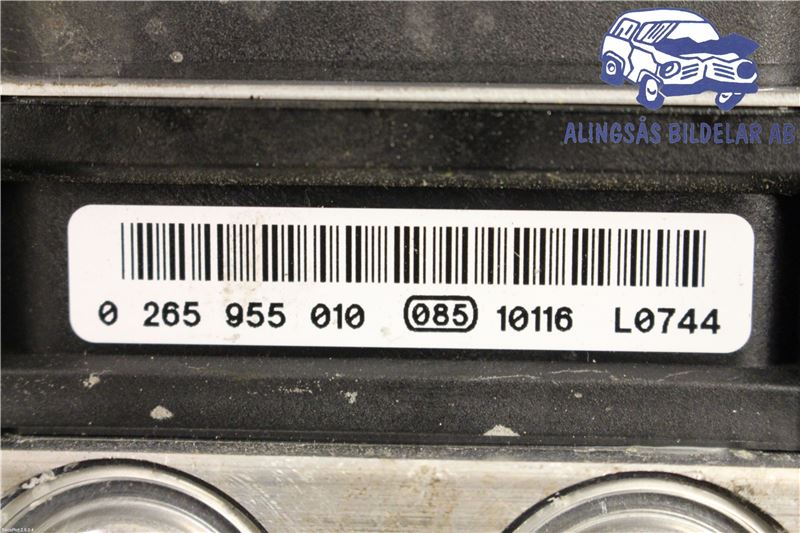 ALINGSÅS BILDELAR AB
0 265 955 010 085 10116 L0744